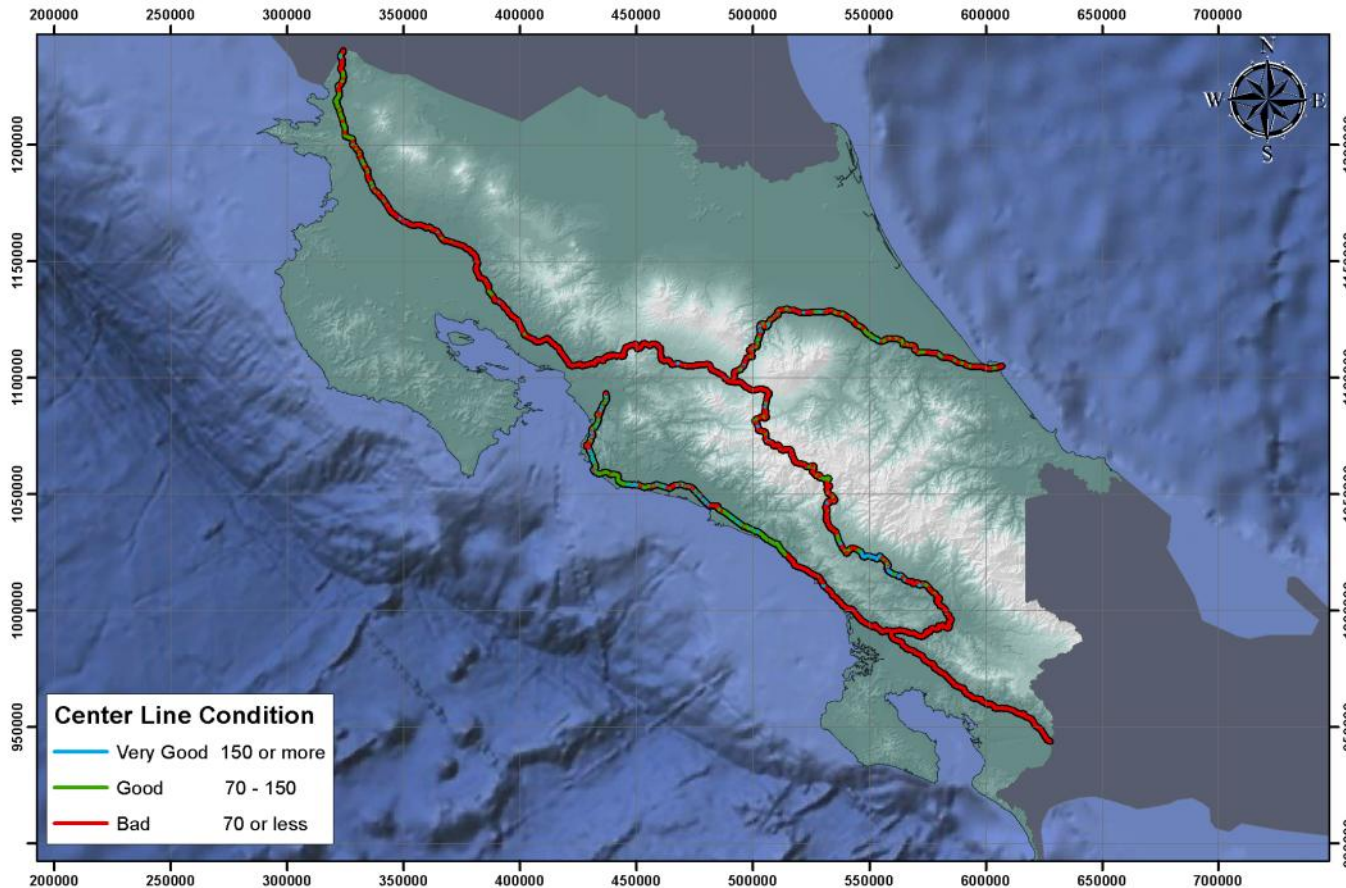 200000 250000 300000 350000 400000 450000 500000 550000 600000 650000 700000
N
W E
S
1200000
1150000
1100000
1050000
1000000
950000
Center Line Condition
Very Good 150 or more
Good 70 - 150
Bad 70 or less
200000 250000 300000 350000 400000 450000 500000 550000 600000 650000 700000